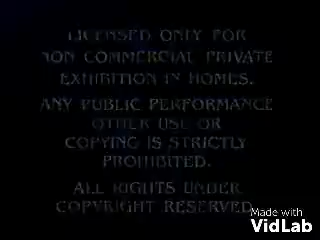 LICENSED ONLY FOR
NON COMMERCIAL PRIVATE
EXHIBITION IN HOMES.
ANY PUBLIC PERFORMANCE
OTHER USE OR
COPYING IS STRICTLY
PROHIBITED.
ALL RIGHTS UNDER
COPYRIGHT RESERVED.
Made with
VidLab